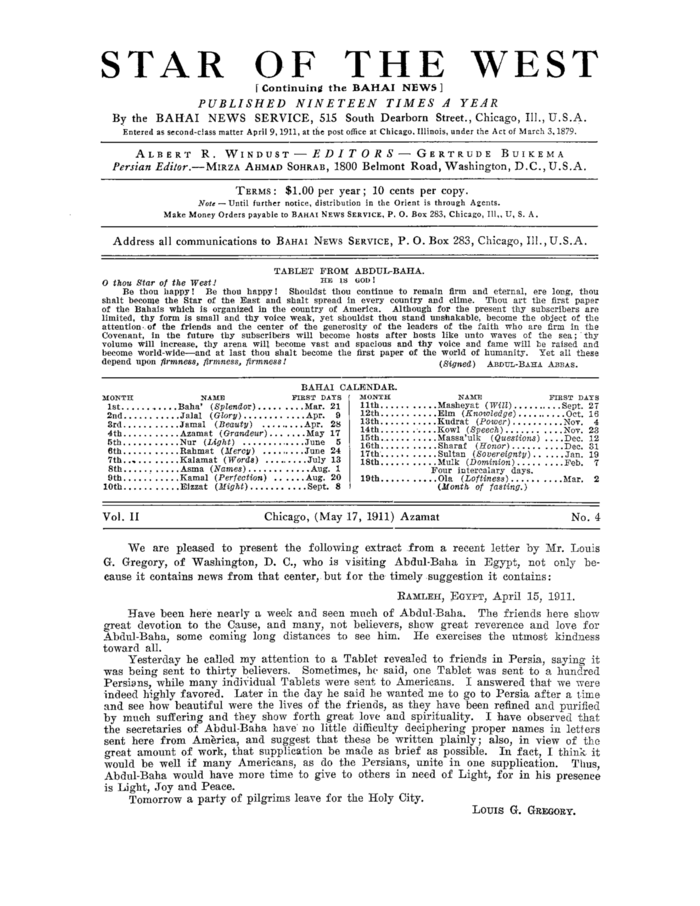 STAR OF THE WEST
[Continuing the BAHAI NEWS]
PUBLISHED NINETEEN TIMES A YEAR
By the BAHAI NEWS SERVICE, 515 South Dearborn Street., Chicago, Ill., U.S.A.
Entered as second-class matter April 9, 1911, at the post office at Chicago, Illinois, under the Act of March 3, 1879.
ALBERT R. WINDUST — EDITORS — GERTRUDE BUIKEMA
Persian Editor.—MIRZA AHMAD SOHRAB, 1800 Belmont Road, Washington, D.C., U.S.A.
TERMS: $1.00 per year; 10 cents per copy.
Note — Until further notice, distribution in the Orient is through Agents.
Make Money Orders payable to BAHAI NEWS SERVICE, P. O. Box 283, Chicago, Ill., U. S. A.
Address all communications to BAHAI NEWS SERVICE, P. O. Box 283, Chicago, Ill., U.S.A.
TABLET FROM ABDUL-BAHA.
HE IS GOD!
O thou Star of the West!
Be thou happy! Be thou happy! Shouldst thou continue to remain firm and eternal, ere long, thou
shalt become the Star of the East and shalt spread in every country and clime. Thou art the first paper
of the Bahais which is organized in the country of America. Although for the present thy subscribers are
limited, thy form is small and thy voice weak, yet shouldst thou stand unshakable, become the object of the
attention of the friends and the center of the generosity of the leaders of the faith who are firm in the
Covenant, in the future thy subscribers will become hosts after hosts like unto waves of the sea; thy
volume will increase, thy arena will become vast and spacious and thy voice and fame will be raised and
become world-wide—and at last thou shalt become the first paper of the world of humanity. Yet all these
depend upon firmness, firmness, firmness!
(Signed) ABDUL-BAHA ABBAS.
BAHAI CALENDAR.
MONTH NAME FIRST DAYS
1st...........Baha' (Splendor).........Mar. 21
2nd...........Jalal (Glory)............Apr. 9
3rd...........Jamal (Beauty) .........Apr. 28
4th...........Azamat (Grandeur).......May 17
5th...........Nur (Light) ............June 5
6th...........Rahmat (Mercy) .......June 24
7th...........Kalamat (Words) ........July 13
8th...........Asma (Names)............Aug. 1
9th...........Kamal (Perfection) ......Aug. 20
10th..........Eizzat (Might)..........Sept. 8
MONTH NAME FIRST DAYS
11th...........Masheyat (Will)..........Sept. 27
12th...........Elm (Knowledge).........Oct. 16
13th...........Kudrat (Power)..........Nov. 4
14th...........Kowl (Speech)...........Nov. 23
15th...........Massa'ulk (Questions) ....Dec. 12
16th...........Sharaf (Honor)..........Dec. 31
17th...........Sultan (Sovereignty)......Jan. 19
18th...........Mulk (Dominion).........Feb. 7
Four intercalary days.
19th...........Ola (Loftiness)..........Mar. 2
(Month of fasting.)
Vol. II Chicago, (May 17, 1911) Azamat No. 4
We are pleased to present the following extract from a recent letter by Mr. Louis
G. Gregory, of Washington, D. C., who is visiting Abdul-Baha in Egypt, not only be-
cause it contains news from that center, but for the timely suggestion it contains:
RAMLEH, EGYPT, April 15, 1911.
Have been here nearly a week and seen much of Abdul-Baha. The friends here show
great devotion to the Cause, and many, not believers, show great reverence and love for
Abdul-Baha, some coming long distances to see him. He exercises the utmost kindness
toward all.
Yesterday he called my attention to a Tablet revealed to friends in Persia, saying it
was being sent to thirty believers. Sometimes, he said, one Tablet was sent to a hundred
Persians, while many individual Tablets were sent to Americans. I answered that we were
indeed highly favored. Later in the day he said he wanted me to go to Persia after a time
and see how beautiful were the lives of the friends, as they have been refined and purified
by much suffering and they show forth great love and spirituality. I have observed that
the secretaries of Abdul-Baha have no little difficulty deciphering proper names in letters
sent here from America, and suggest that these be written plainly; also, in view of the
great amount of work, that supplication be made as brief as possible. In fact, I think it
would be well if many Americans, as do the Persians, unite in one supplication. Thus,
Abdul-Baha would have more time to give to others in need of Light, for in his presence
is Light, Joy and Peace.
Tomorrow a party of pilgrims leave for the Holy City.
LOUIS G. GREGORY.